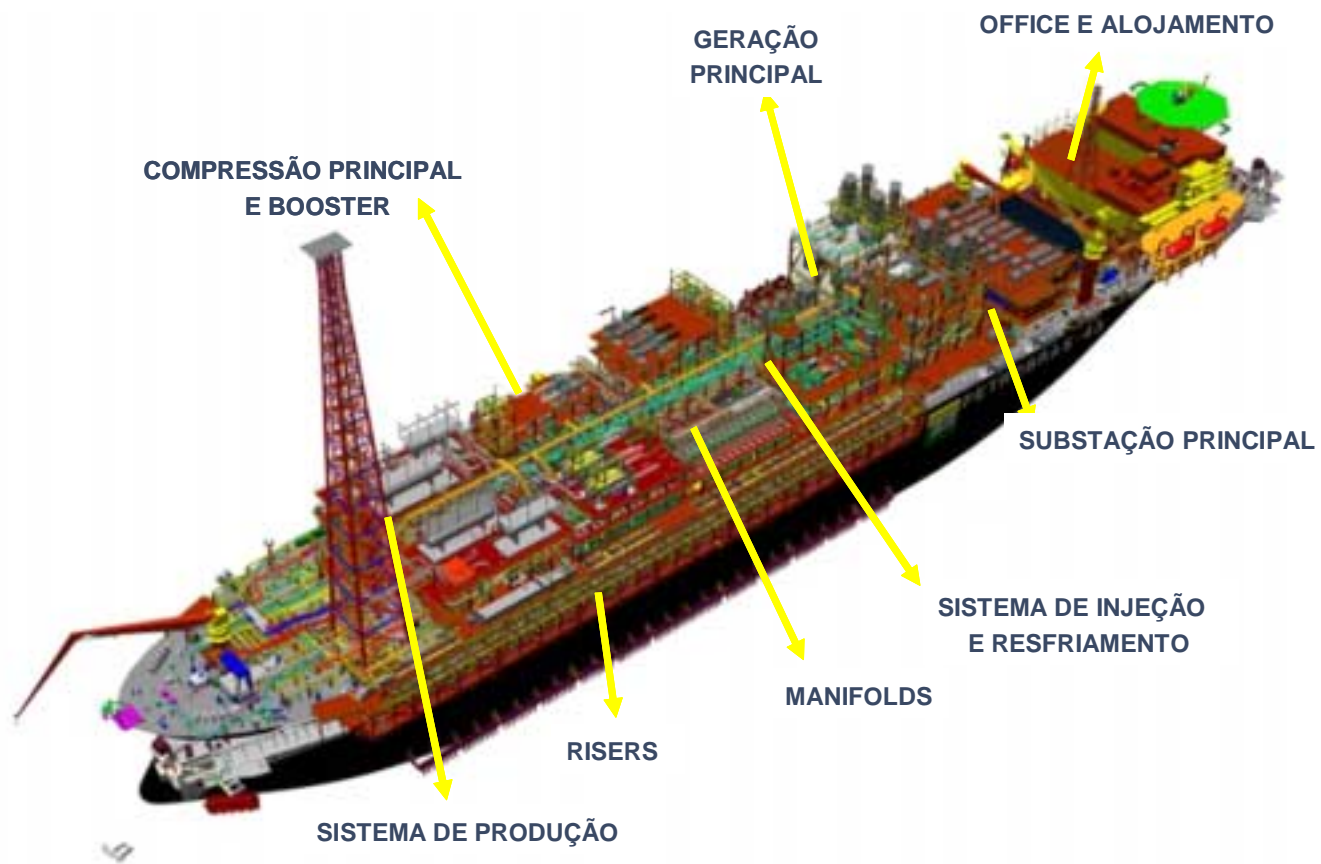 OFFICE E ALOJAMENTO
GERAÇÃO
PRINCIPAL
COMPRESSÃO PRINCIPAL
E BOOSTER
SUBSTAÇÃO PRINCIPAL
SISTEMA DE INJEÇÃO
E RESFRIAMENTO
MANIFOLDS
RISERS
SISTEMA DE PRODUÇÃO